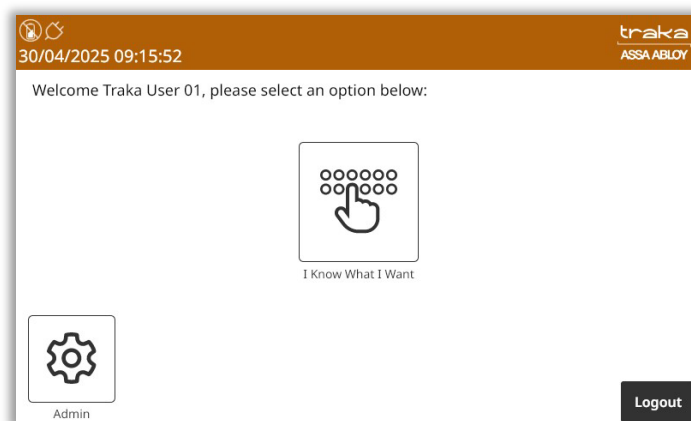 traka
30/04/2025 09:15:52
ASSA ABLOY
Welcome Traka User 01, please select an option below:
I Know What I Want
Admin
Logout